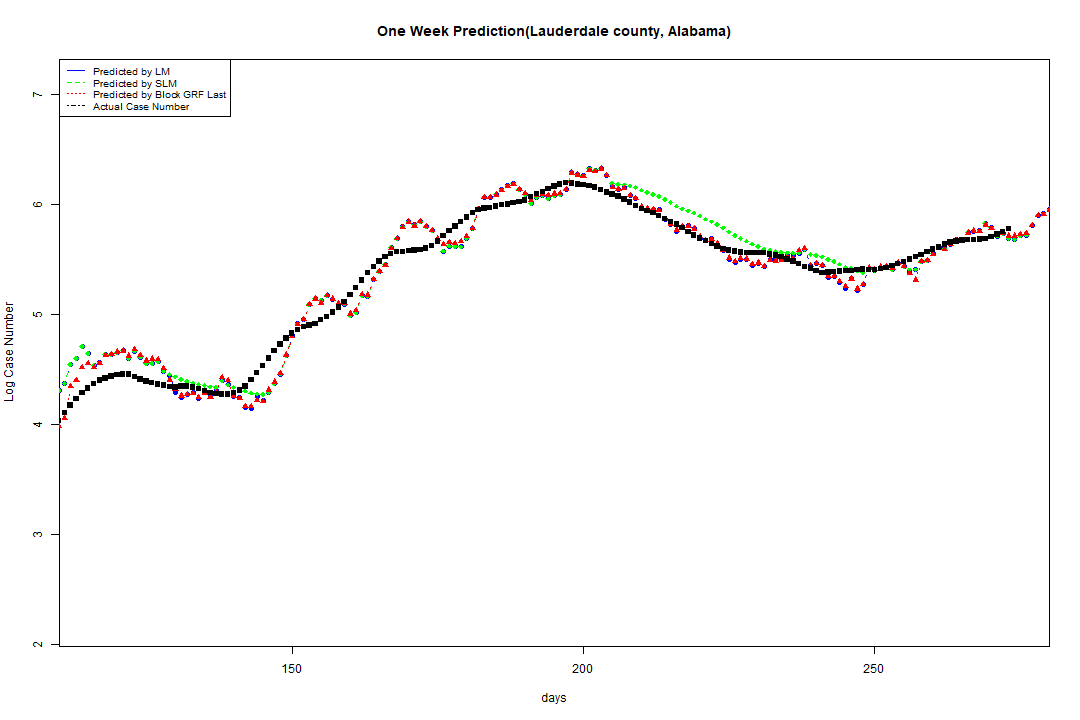 One Week Prediction(Lauderdale county, Alabama)
Predicted by LM
Predicted by SLM
Predicted by Block GRF Last
Actual Case Number
7
6
5
4
3
2
Log Case Number
150
200
250
days